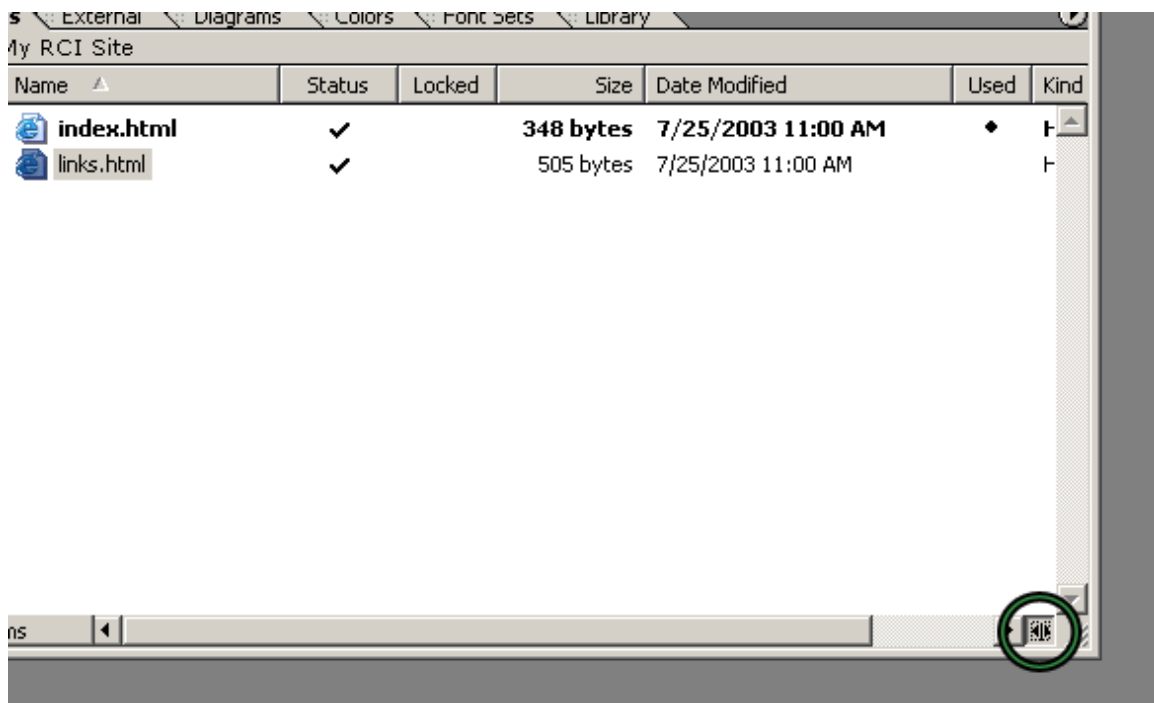 s External Diagrams Colors Font Sets Library
My RCI Site
Name Status Locked Size Date Modified Used Kind
index.html 348 bytes 7/25/2003 11:00 AM
links.html 505 bytes 7/25/2003 11:00 AM
ms